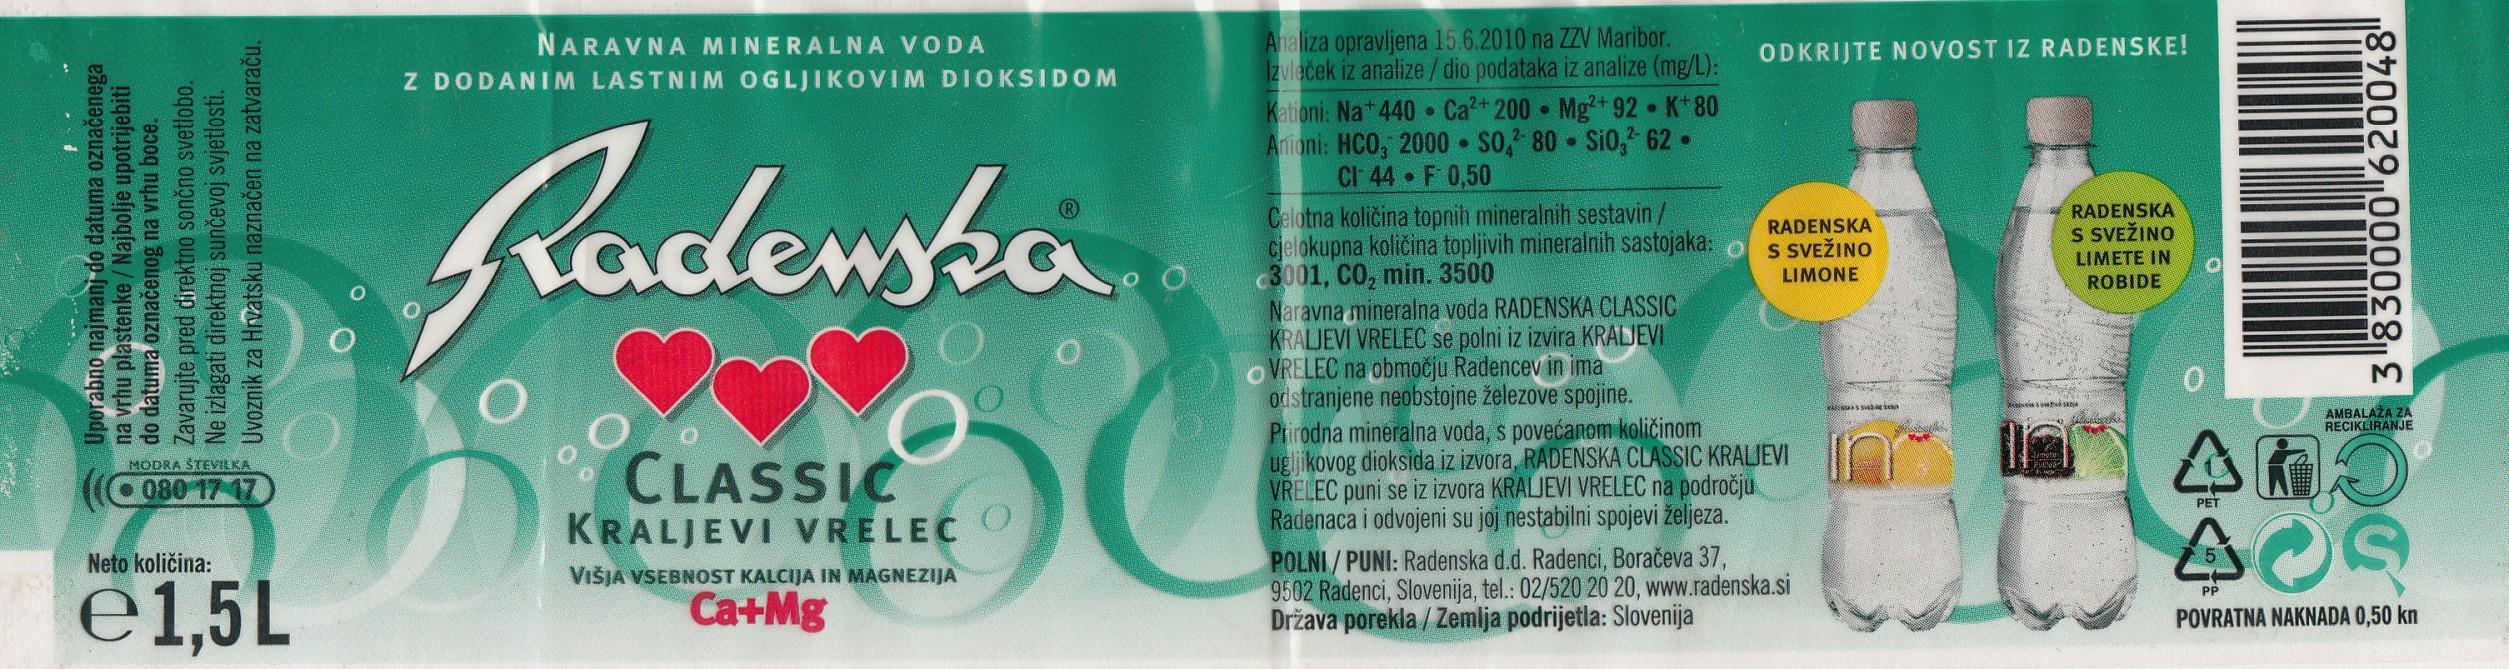 Uporabno najmanj do datuma označenega
na vrhu plastenke / Najbolje upotrijebiti
do datuma označenog na vrhu boce.
Zavarujte pred direktno sončno svetlobo.
Ne izlagati direktnoj sunčevoj svjetlosti.
Uvoznik za Hrvatsku naznačen na zatvaraču.
MODRA ŠTEVILKA
080 17 17
Neto količina:
e 1,5 L
NARAVNA MINERALNA VODA
Z DODANIM LASTNIM OGLJIKOVIM DIOKSIDOM
Radenska®
CLASSIC
KRALJEVI VRELEC
VIŠJA VSEBNOST KALCIJA IN MAGNEZIJA
Ca+Mg
Analiza opravljena 15.6.2010 na ZZV Maribor.
Izvleček iz analize / dio podataka iz analize (mg/L):
Kationi: Na⁺ 440 • Ca²⁺ 200 • Mg²⁺ 92 • K⁺ 80
Anioni: HCO₃⁻ 2000 • SO₄²⁻ 80 • SiO₃²⁻ 62 •
Cl⁻ 44 • F⁻ 0,50
Celotna količina topnih mineralnih sestavin /
cjelokupna količina topljivih mineralnih sastojaka:
3001, CO₂ min. 3500
Naravna mineralna voda RADENSKA CLASSIC
KRALJEVI VRELEC se polni iz izvira KRALJEVI
VRELEC na območju Radencev in ima
odstranjene neobstojne železove spojine.
Prirodna mineralna voda, s povećanom količinom
ugljikovog dioksida iz izvora, RADENSKA CLASSIC KRALJEVI
VRELEC puni se iz izvora KRALJEVI VRELEC na području
Radenaca i odvojeni su joj nestabilni spojevi željeza.
POLNI / PUNI: Radenska d.d. Radenci, Boračeva 37,
9502 Radenci, Slovenija, tel.: 02/520 20 20, www.radenska.si
Država porekla / Zemlja podrijetla: Slovenija
ODKRIJTE NOVOST IZ RADENSKE!
RADENSKA
S SVEŽINO
LIMONE
RADENSKA
S SVEŽINO
LIMETE IN
ROBIDE
in
in
3 830000 620048
AMBALAŽA ZA
RECIKLIRANJE
1
PET
5
PP
POVRATNA NAKNADA 0,50 kn